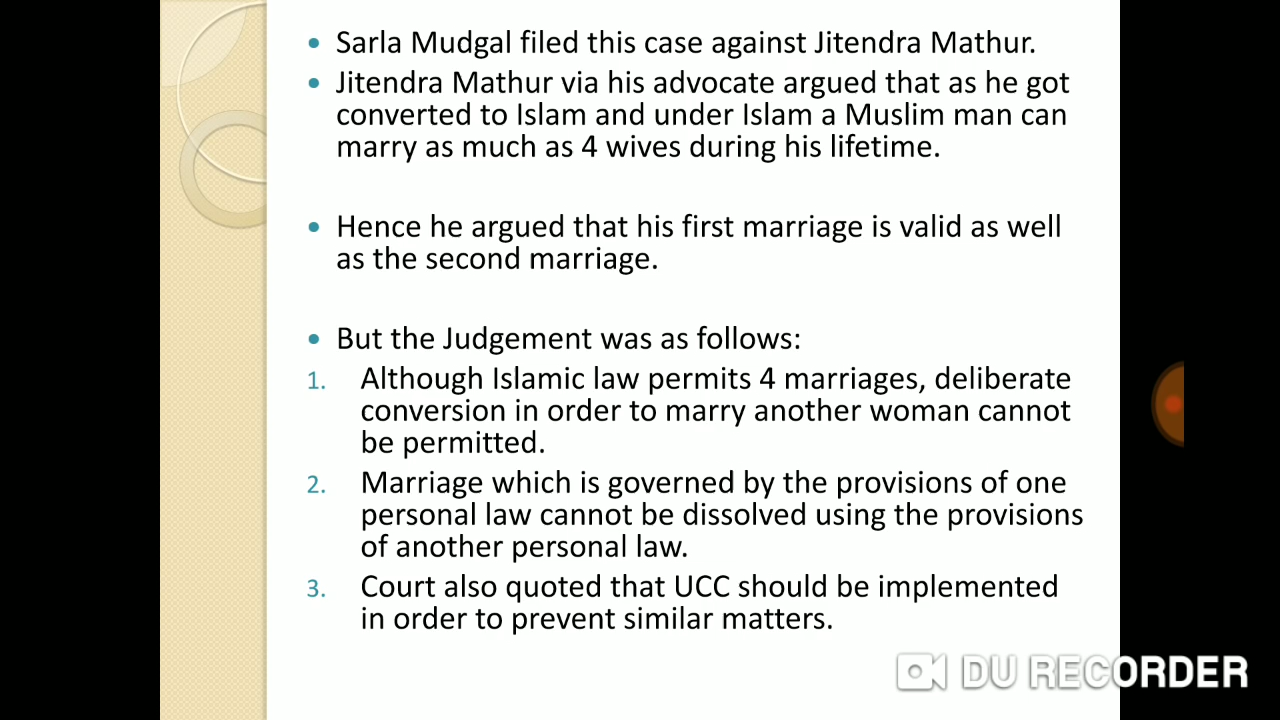 • Sarla Mudgal filed this case against Jitendra Mathur.
• Jitendra Mathur via his advocate argued that as he got
converted to Islam and under Islam a Muslim man can
marry as much as 4 wives during his lifetime.
• Hence he argued that his first marriage is valid as well
as the second marriage.
• But the Judgement was as follows:
1. Although Islamic law permits 4 marriages, deliberate
conversion in order to marry another woman cannot
be permitted.
2. Marriage which is governed by the provisions of one
personal law cannot be dissolved using the provisions
of another personal law.
3. Court also quoted that UCC should be implemented
in order to prevent similar matters.
DU RECORDER